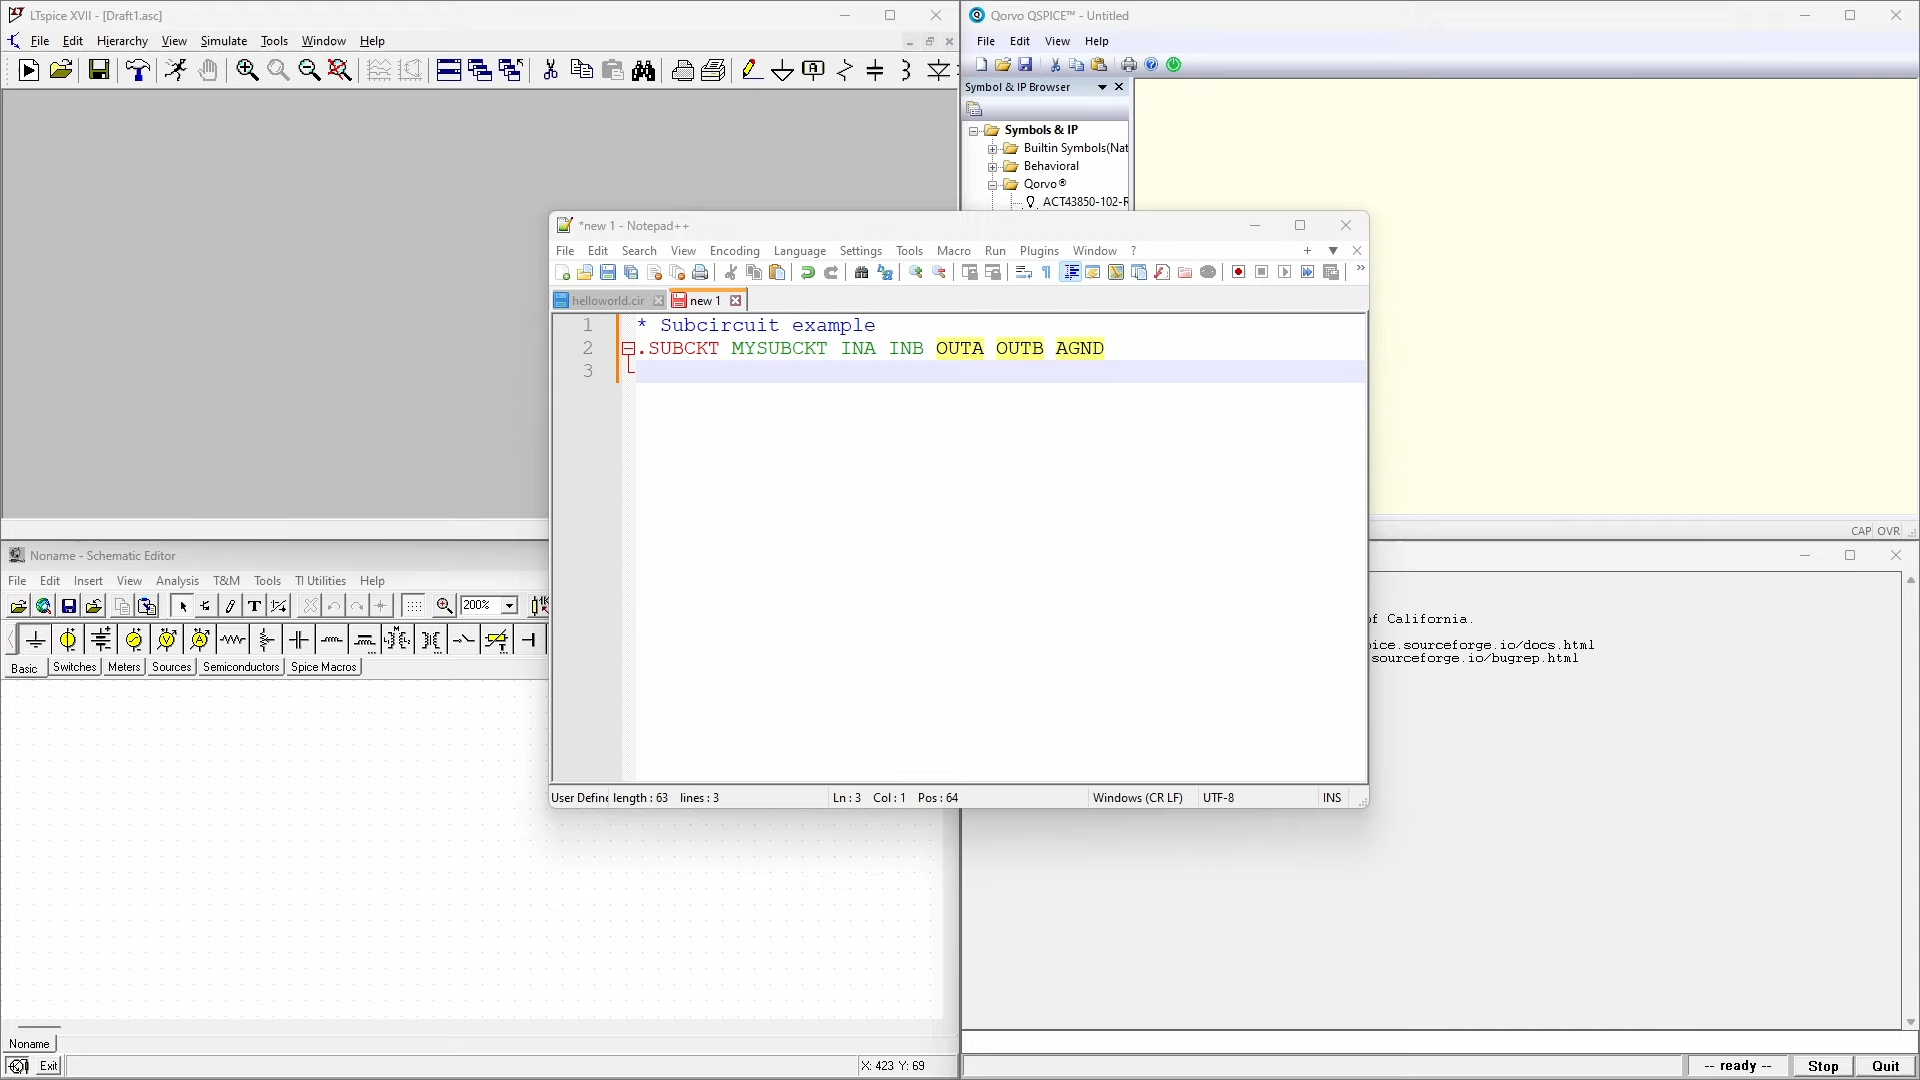 LTspice XVII - [Draft1.asc]
File Edit Hierarchy View Simulate Tools Window Help
Qorvo QSPICE™ - Untitled
File Edit View Help
Symbol & IP Browser
Symbols & IP
Builtin Symbols(Nat
Behavioral
Qorvo®
ACT43850-102-R
*new 1 - Notepad++
File Edit Search View Encoding Language Settings Tools Macro Run Plugins Window ?
helloworld.cir new 1
1 * Subcircuit example
2 .SUBCKT MYSUBCKT INA INB OUTA OUTB AGND
3
User Define length : 63 lines : 3 Ln : 3 Col : 1 Pos : 64 Windows (CR LF) UTF-8 INS
CAP OVR
Noname - Schematic Editor
File Edit Insert View Analysis T&M Tools TI Utilities Help
200%
Basic Switches Meters Sources Semiconductors Spice Macros
Noname
Exit X: 423 Y: 69
of California.
pice.sourceforge.io/docs.html
sourceforge.io/bugrep.html
-- ready -- Stop Quit